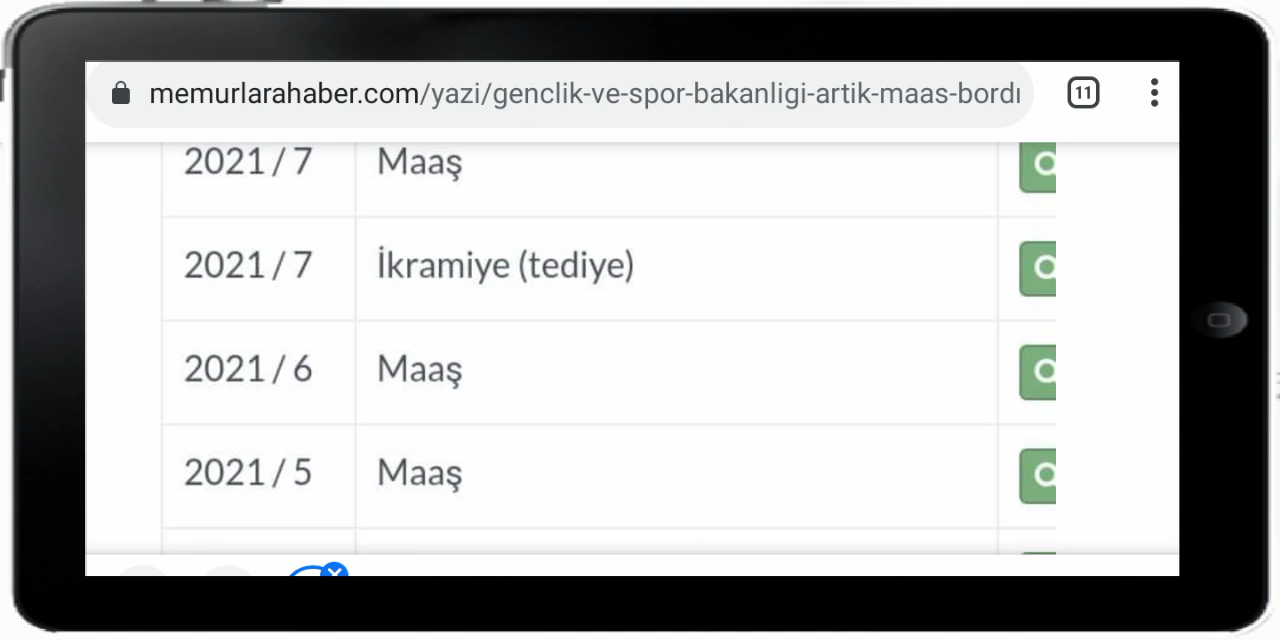 memurlarahaber.com/yazi/genclik-ve-spor-bakanligi-artik-maas-bordı
11
2021 / 7 Maaş
2021 / 7 İkramiye (tediye)
2021 / 6 Maaş
2021 / 5 Maaş